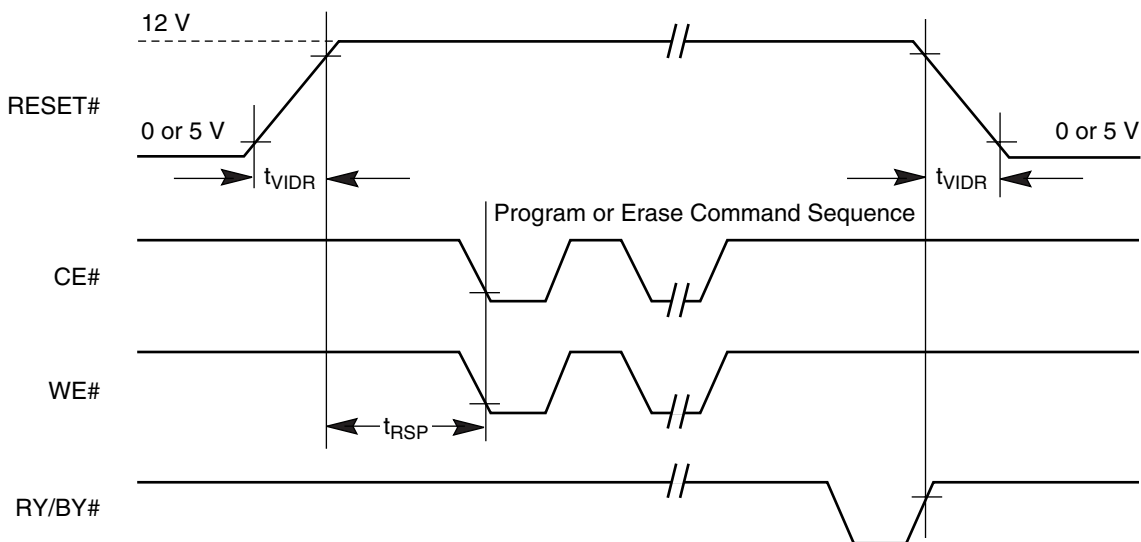 12 V
RESET#
0 or 5 V
0 or 5 V
tVIDR
tVIDR
Program or Erase Command Sequence
CE#
WE#
tRSP
RY/BY#